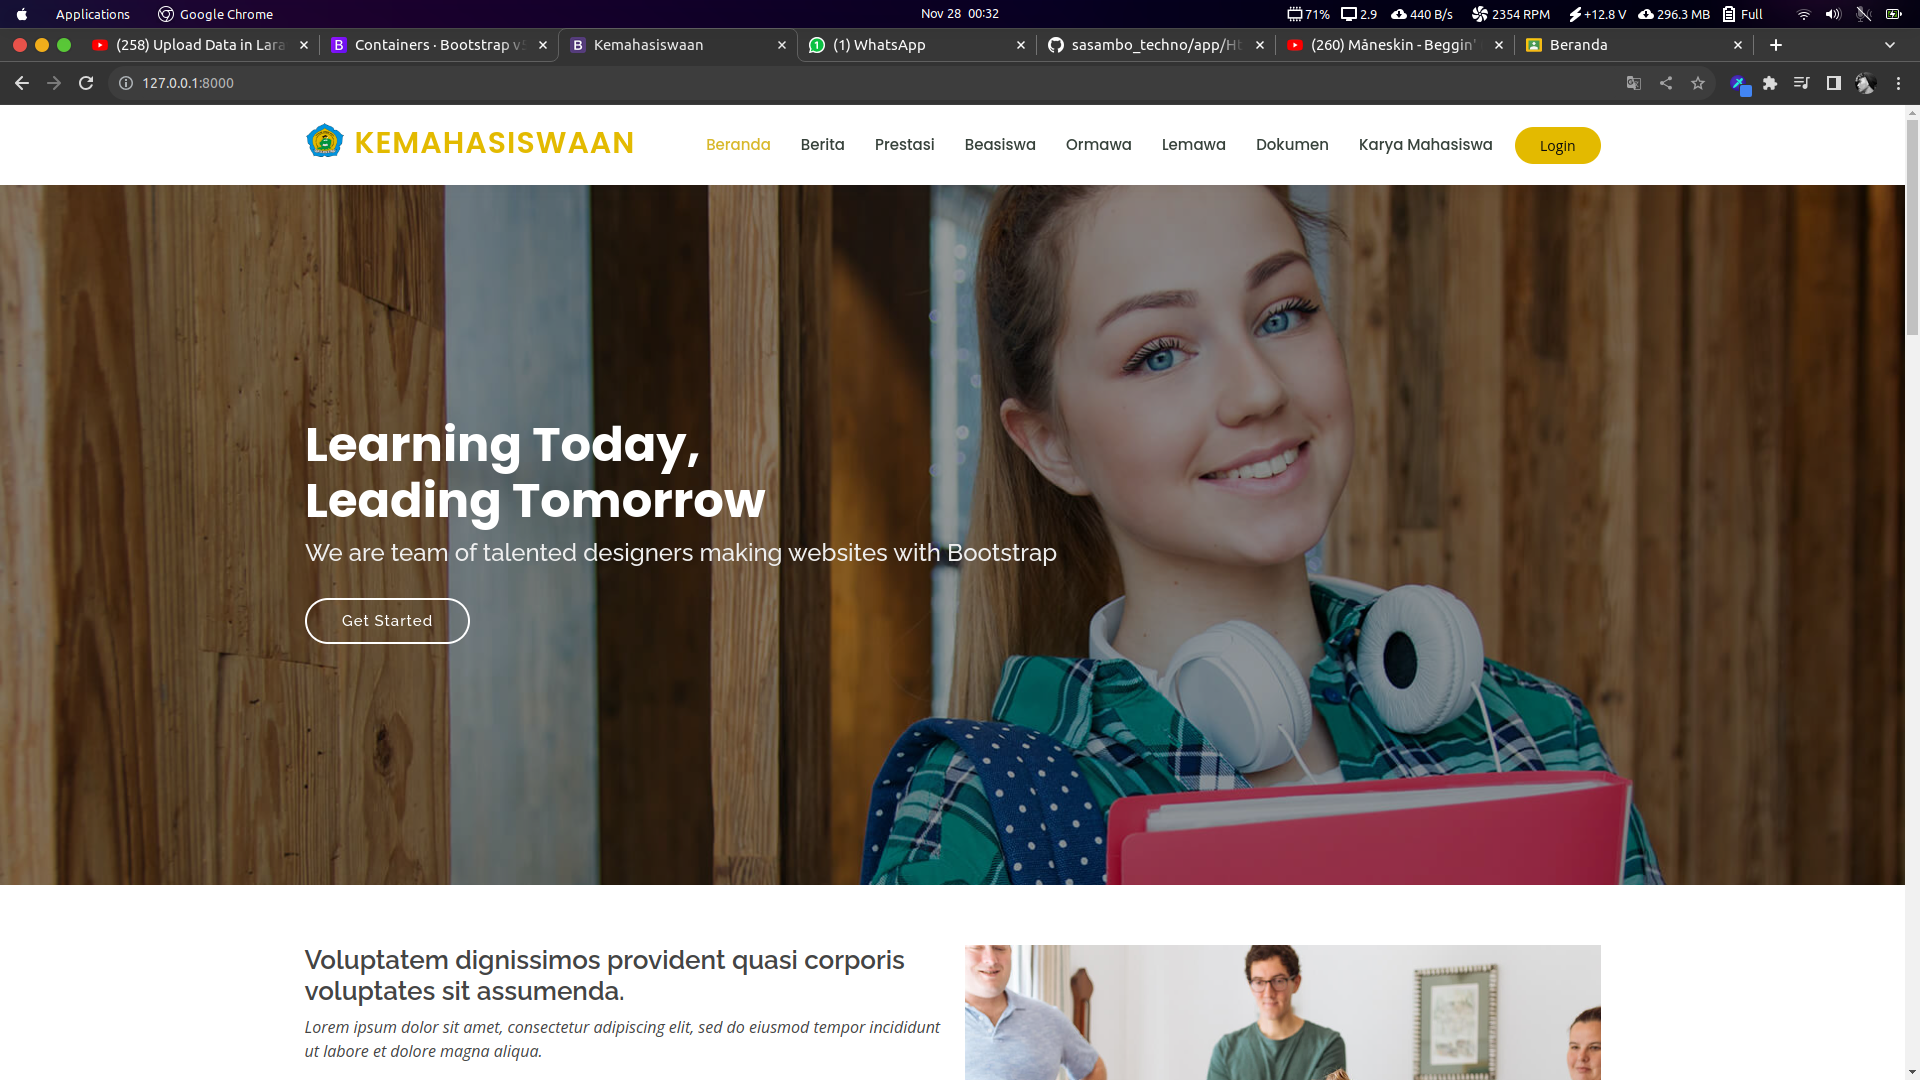 Applications
Google Chrome
Nov 28 00:32
71%
2.9
440 B/s
2354 RPM
+12.8 V
296.3 MB
Full
(258) Upload Data in Lara
Containers · Bootstrap v5
Kemahasiswaan
(1) WhatsApp
sasambo_techno/app/Ht
(260) Måneskin - Beggin'
Beranda
127.0.0.1:8000
KEMAHASISWAAN
Beranda
Berita
Prestasi
Beasiswa
Ormawa
Lemawa
Dokumen
Karya Mahasiswa
Login
Learning Today,
Leading Tomorrow
We are team of talented designers making websites with Bootstrap
Get Started
Voluptatem dignissimos provident quasi corporis
voluptates sit assumenda.
Lorem ipsum dolor sit amet, consectetur adipiscing elit, sed do eiusmod tempor incididunt
ut labore et dolore magna aliqua.